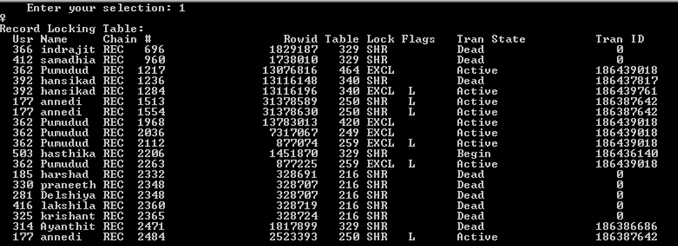 Enter your selection: 1
♀
Record Locking Table:
Usr Name Chain # Rowid Table Lock Flags Tran State Tran ID
366 indrajit REC 696 1829187 329 SHR Dead 0
412 samadhia REC 960 1738010 329 SHR Dead 0
362 Pumudud REC 1217 13076816 464 EXCL Active 186439018
392 hansikad REC 1236 13116148 340 SHR Dead 186437817
392 hansikad REC 1284 13116196 340 EXCL L Active 186439761
177 annedi REC 1513 31378589 250 SHR L Active 186387642
177 annedi REC 1554 31378630 250 SHR L Active 186387642
362 Pumudud REC 1968 13783013 420 EXCL Active 186439018
362 Pumudud REC 2036 7317067 249 EXCL Active 186439018
362 Pumudud REC 2112 877074 259 EXCL L Active 186439018
503 hasthika REC 2206 1451870 329 SHR Begin 186436140
362 Pumudud REC 2263 877225 259 EXCL L Active 186439018
185 harshad REC 2332 328691 216 SHR Dead 0
330 praneeth REC 2348 328707 216 SHR Dead 0
281 Delshiya REC 2348 328707 216 SHR Dead 0
416 lakshila REC 2360 328719 216 SHR Dead 0
325 krishant REC 2365 328724 216 SHR Dead 0
314 Ayanthit REC 2471 1817899 329 SHR Dead 186386686
177 annedi REC 2484 2523393 250 SHR L Active 186387642